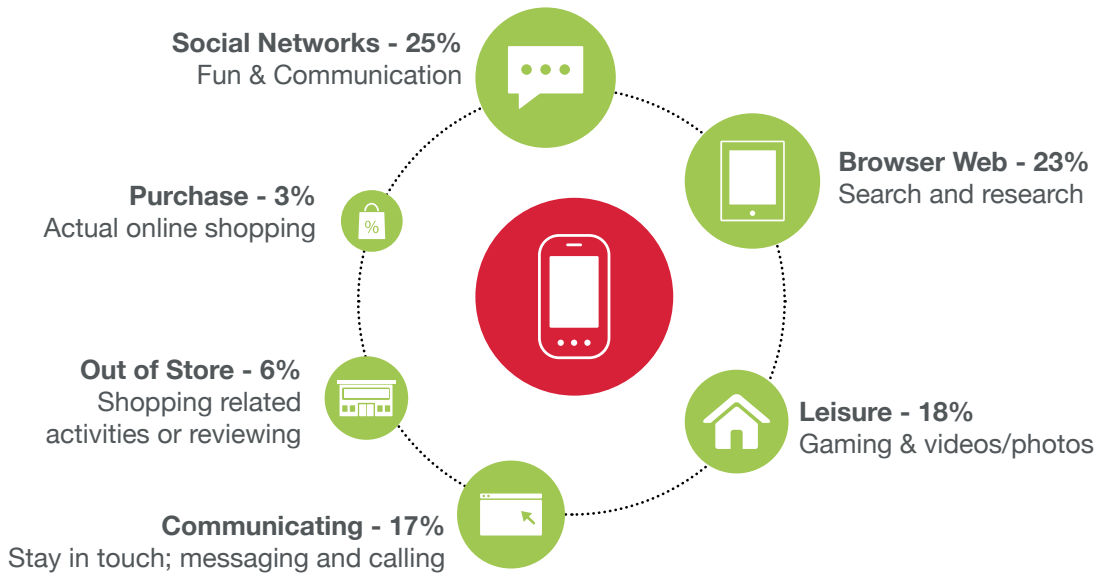 Social Networks - 25%
Fun & Communication
Browser Web - 23%
Search and research
Purchase - 3%
Actual online shopping
%
Out of Store - 6%
Shopping related
activities or reviewing
Leisure - 18%
Gaming & videos/photos
Communicating - 17%
Stay in touch; messaging and calling